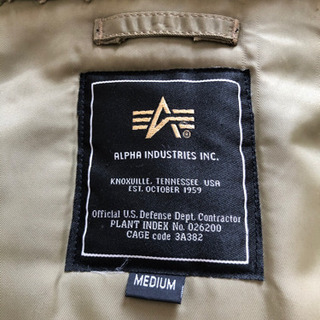 ALPHA INDUSTRIES INC.
KNOXVILLE, TENNESSEE USA
EST. OCTOBER 1959
Official U.S. Defense Dept. Contractor
PLANT INDEX No. 026200
CAGE code 3A382
MEDIUM